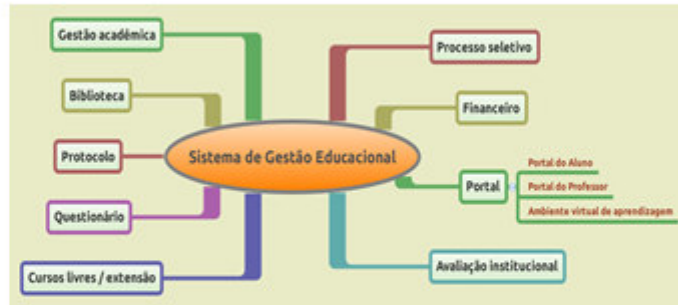 Gestão acadêmica
Processo seletivo
Biblioteca
Financeiro
Protocolo
Sistema de Gestão Educacional
Portal
Portal do Aluno
Portal do Professor
Ambiente virtual de aprendizagem
Questionário
Cursos livres / extensão
Avaliação institucional